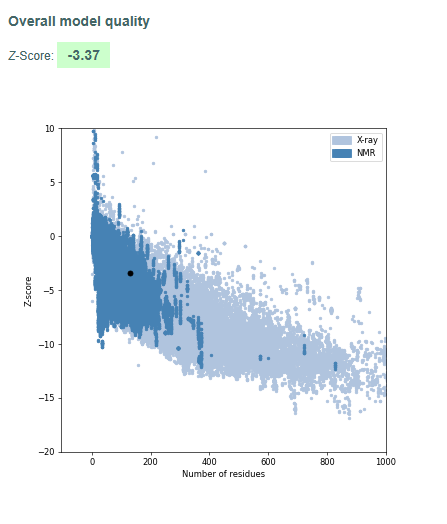 Overall model quality
Z-Score: -3.37
X-ray
NMR
10
5
0
−5
−10
−15
−20
Z-score
0 200 400 600 800 1000
Number of residues